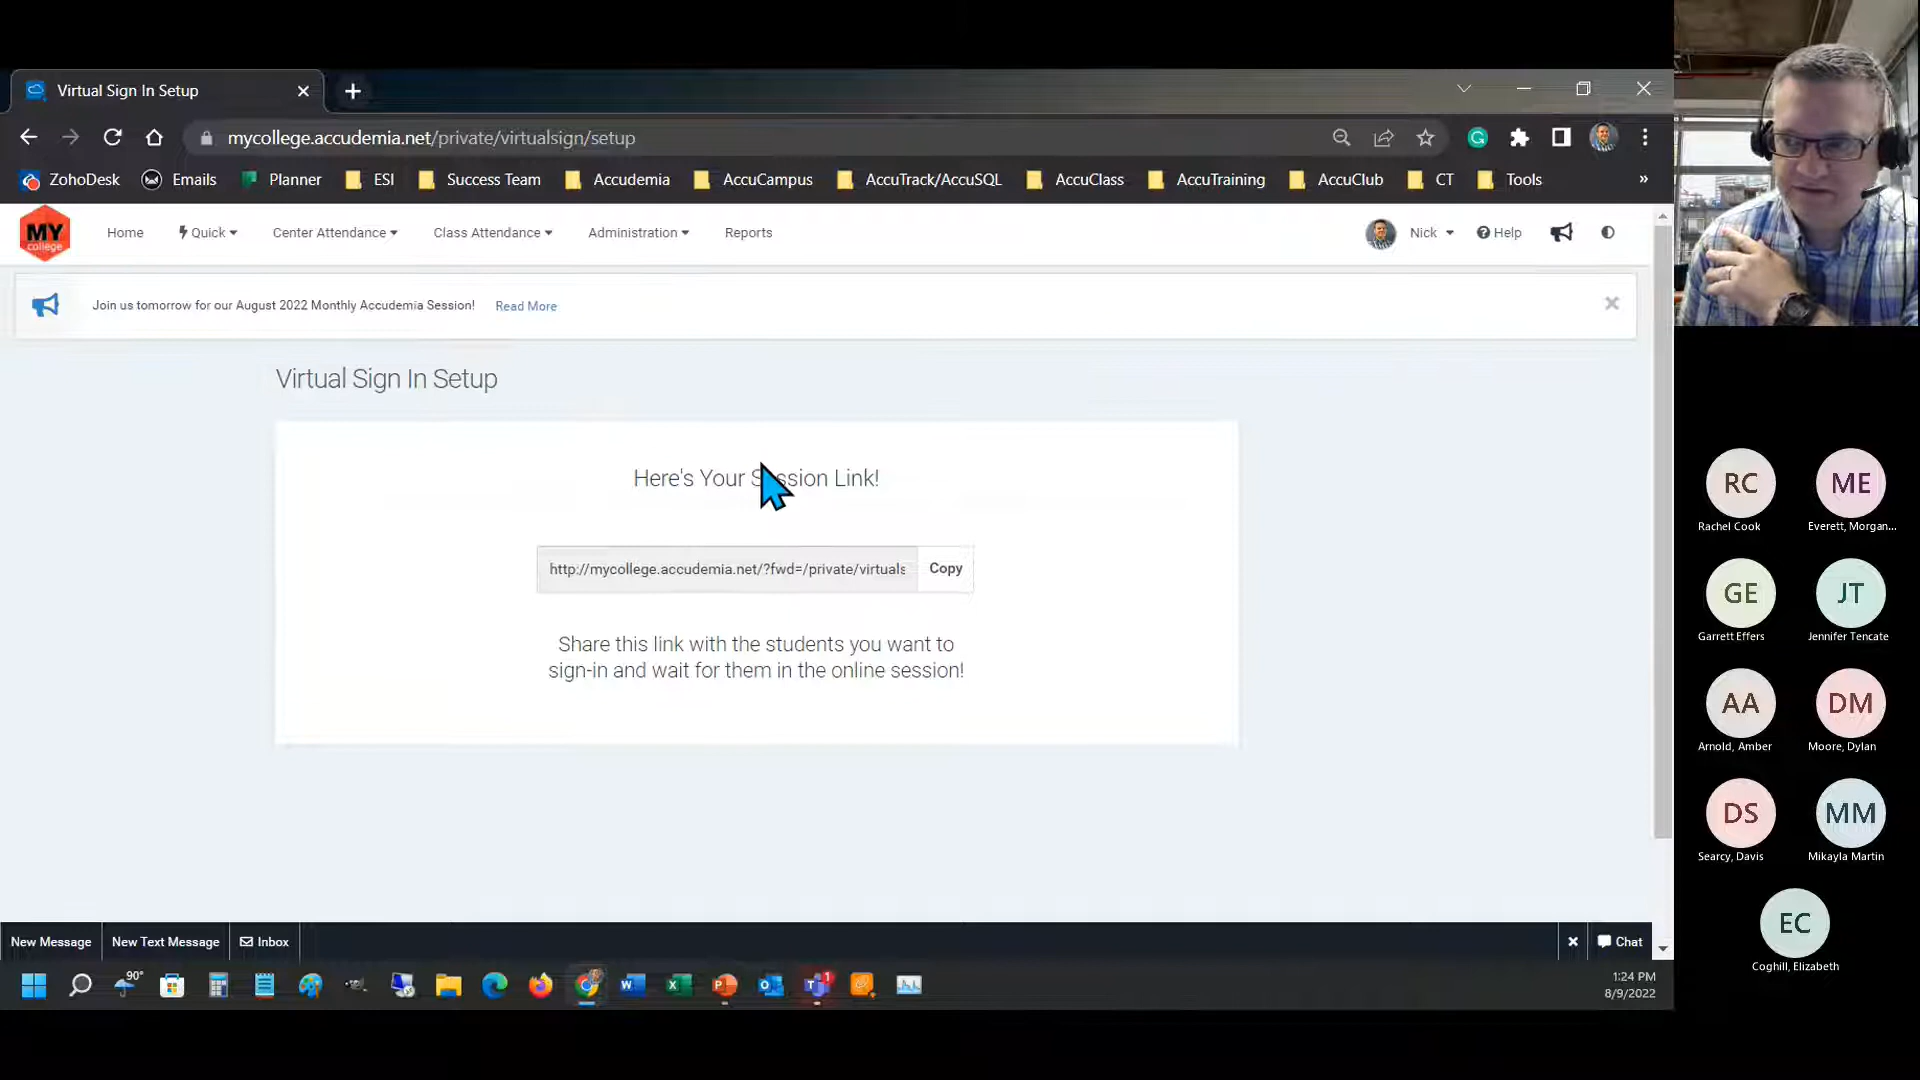 Virtual Sign In Setup
mycollege.accudemia.net/private/virtualsign/setup
ZohoDesk Emails Planner ESI Success Team Accudemia AccuCampus AccuTrack/AccuSQL AccuClass AccuTraining AccuClub CT Tools »
MY college Home Quick Center Attendance Class Attendance Administration Reports Nick Help
Join us tomorrow for our August 2022 Monthly Accudemia Session! Read More
Virtual Sign In Setup
Here's Your Session Link!
http://mycollege.accudemia.net/?fwd=/private/virtuals Copy
Share this link with the students you want to
sign-in and wait for them in the online session!
New Message New Text Message Inbox Chat
90°
1
1:24 PM
8/9/2022
RC ME
Rachel Cook Everett, Morgan...
GE JT
Garrett Effers Jennifer Tencate
AA DM
Arnold, Amber Moore, Dylan
DS MM
Searcy, Davis Mikayla Martin
EC
Coghill, Elizabeth